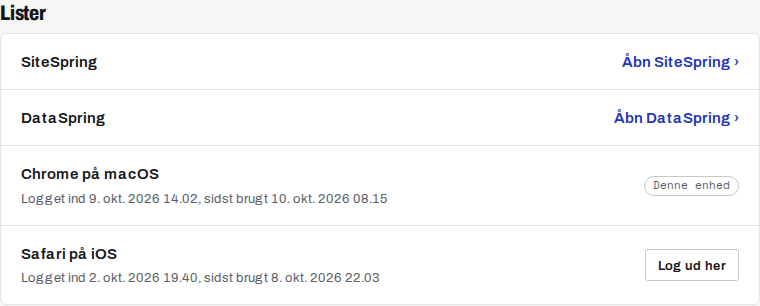 Lister
SiteSpring
Åbn SiteSpring ›
DataSpring
Åbn DataSpring ›
Chrome på macOS
Logget ind 9. okt. 2026 14.02, sidst brugt 10. okt. 2026 08.15
Denne enhed
Safari på iOS
Logget ind 2. okt. 2026 19.40, sidst brugt 8. okt. 2026 22.03
Log ud her